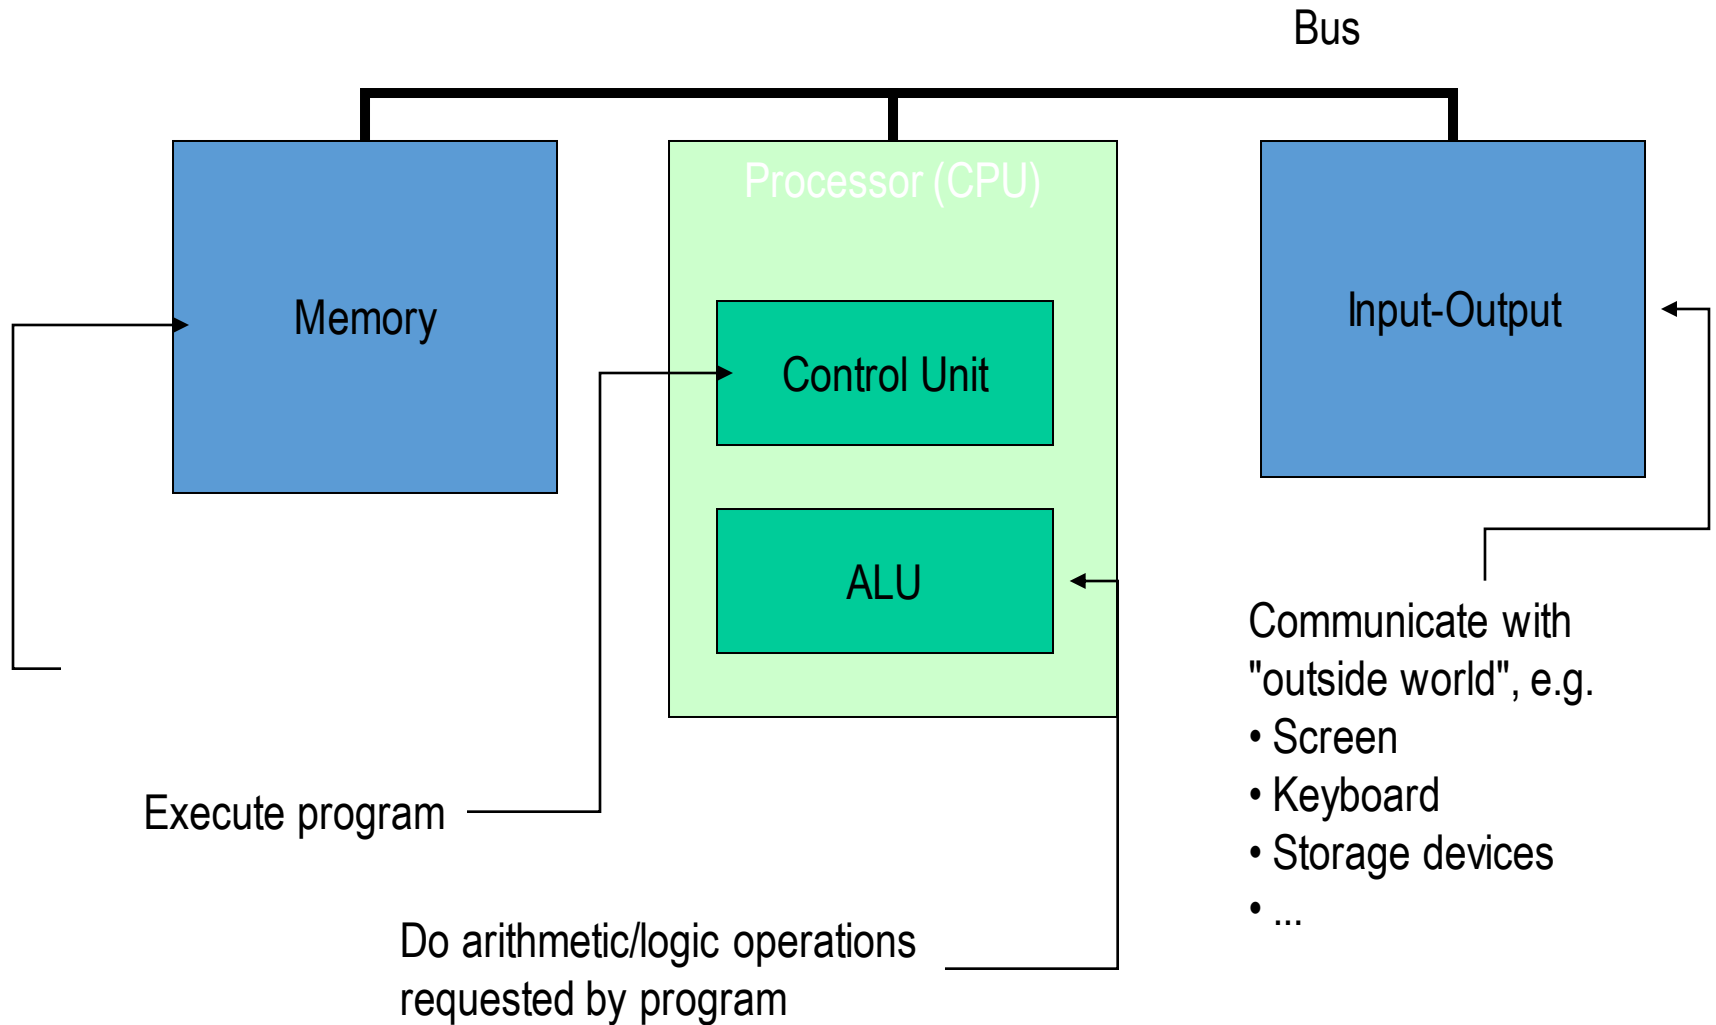 Bus
Processor (CPU)
Memory
Input-Output
Control Unit
ALU
Communicate with
"outside world", e.g.
• Screen
• Keyboard
• Storage devices
• ...
Execute program
Do arithmetic/logic operations
requested by program